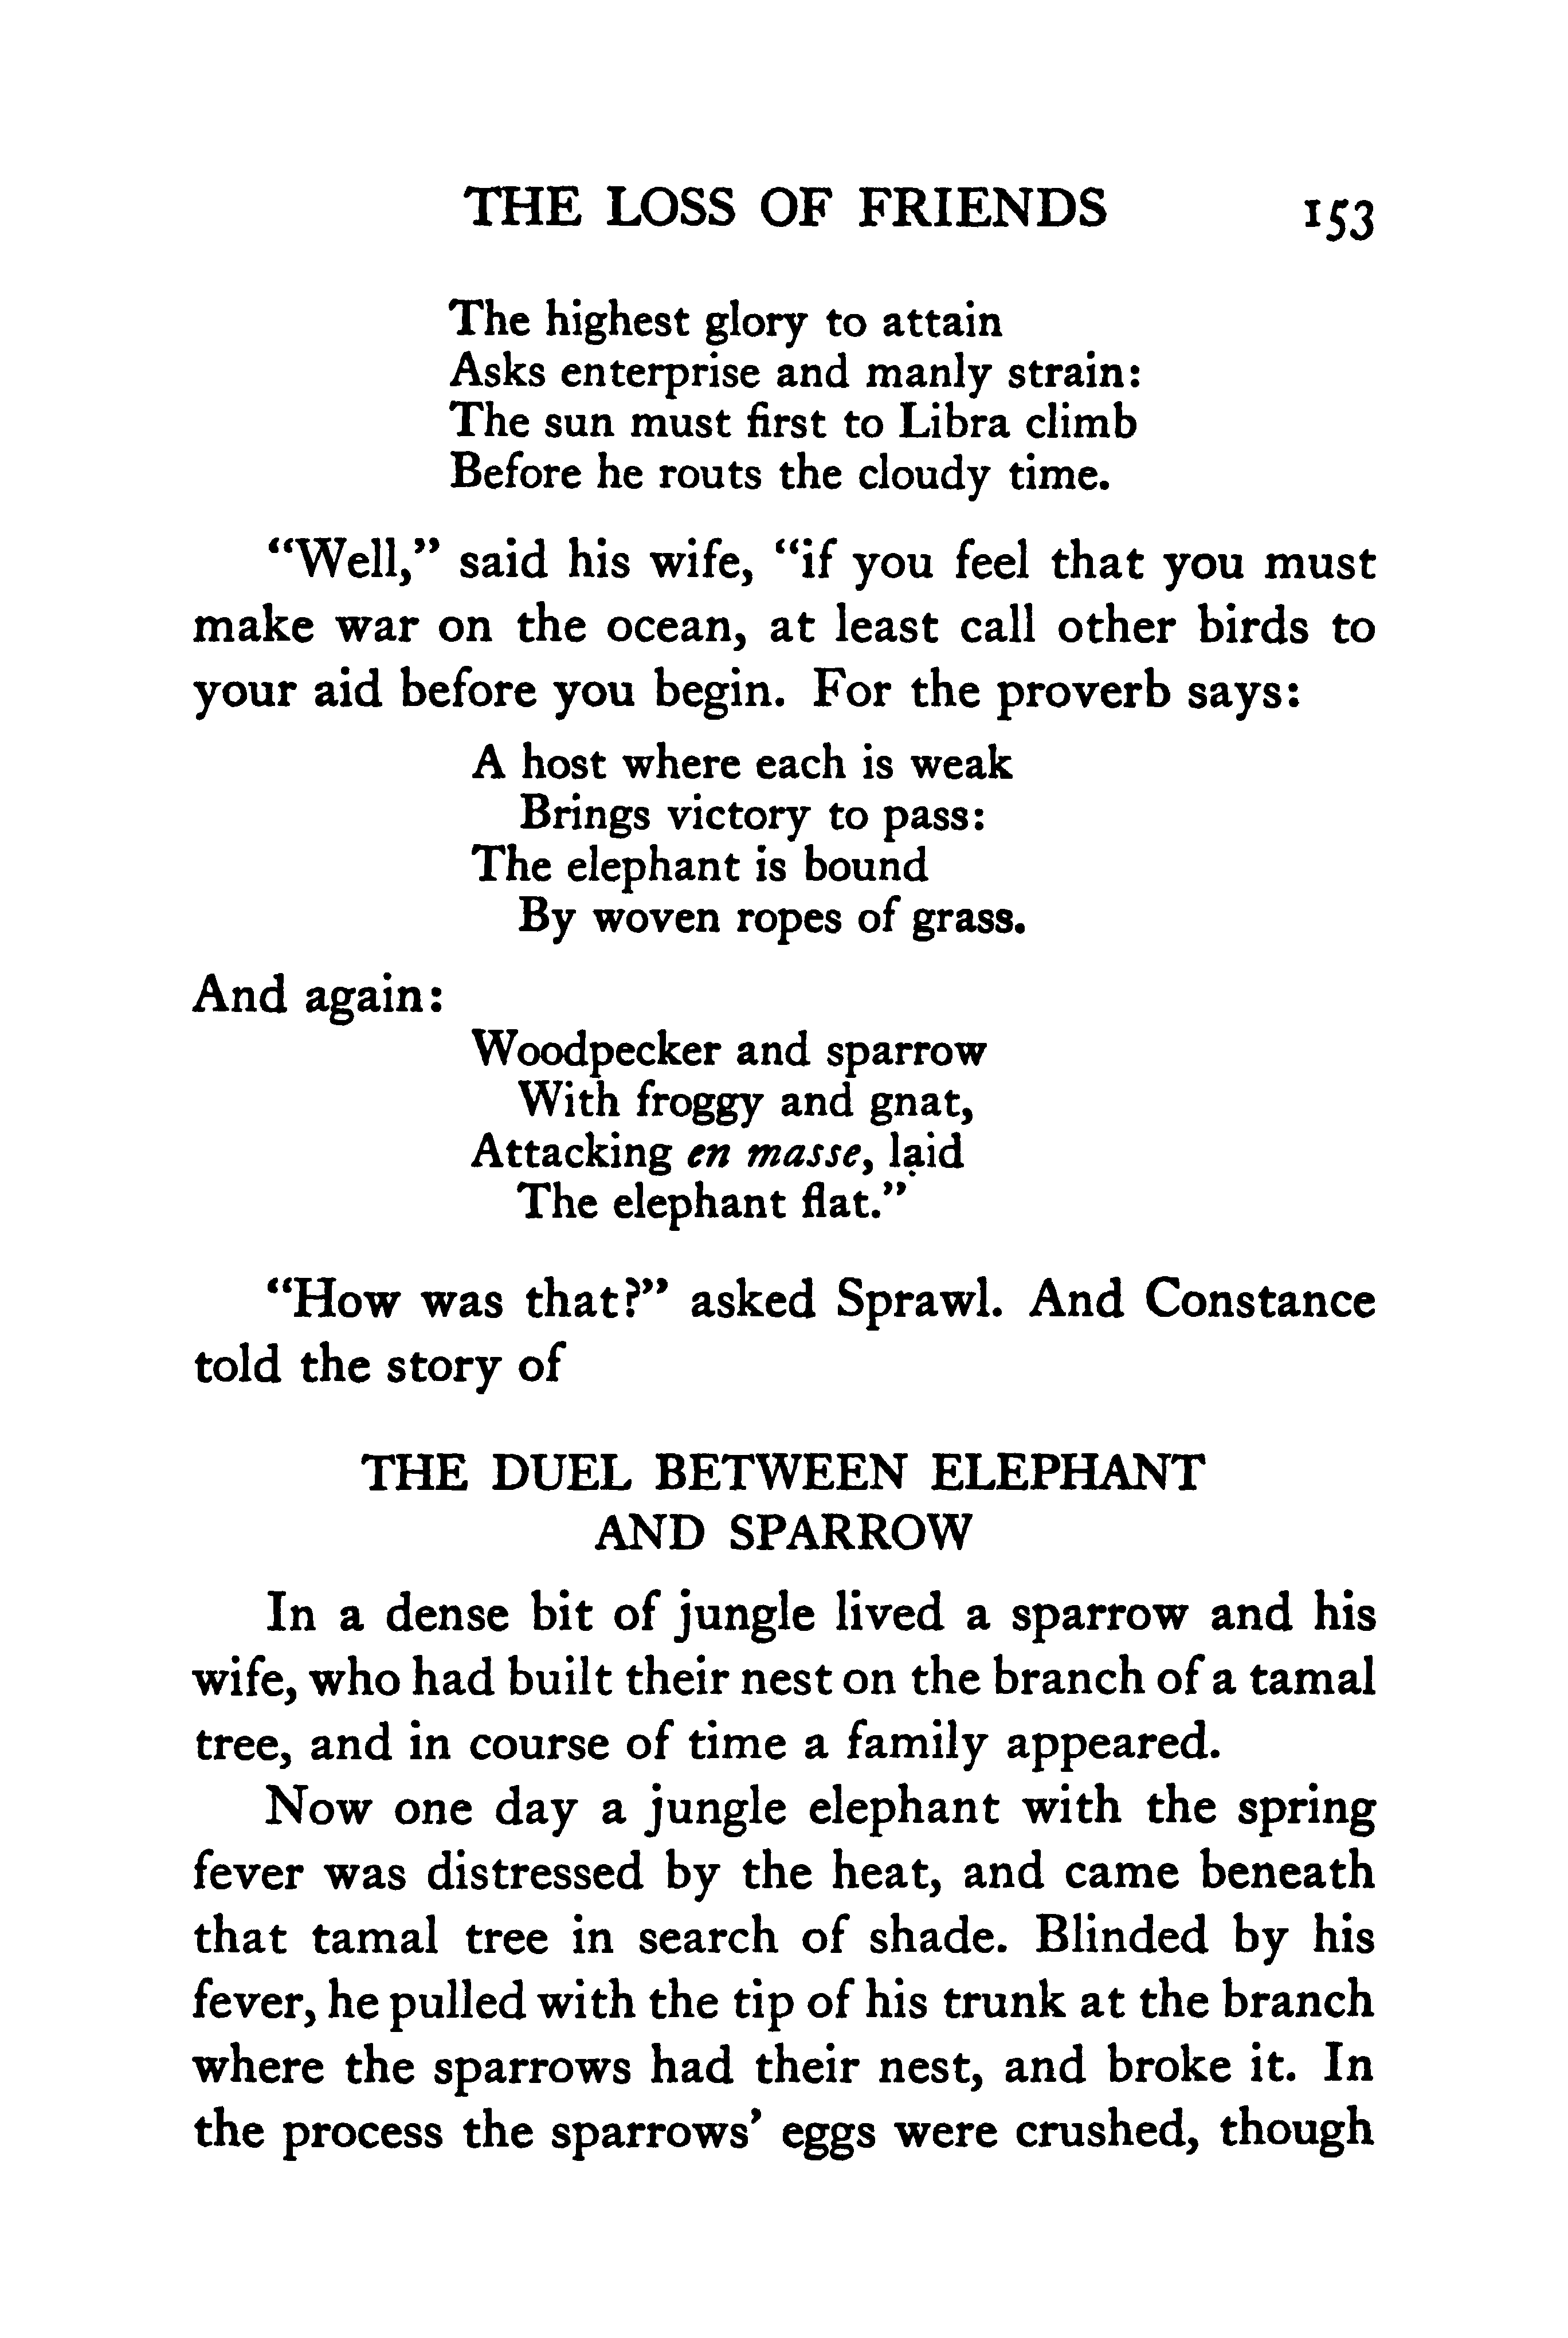 THE LOSS OF FRIENDS 153
The highest glory to attain
Asks enterprise and manly strain:
The sun must first to Libra climb
Before he routs the cloudy time.
“Well,” said his wife, “if you feel that you must
make war on the ocean, at least call other birds to
your aid before you begin. For the proverb says:
A host where each is weak
Brings victory to pass:
The elephant is bound
By woven ropes of grass.
And again:
Woodpecker and sparrow
With froggy and gnat,
Attacking en masse, laid
The elephant flat.”
“How was that?” asked Sprawl. And Constance
told the story of
THE DUEL BETWEEN ELEPHANT
AND SPARROW
In a dense bit of jungle lived a sparrow and his
wife, who had built their nest on the branch of a tamal
tree, and in course of time a family appeared.
Now one day a jungle elephant with the spring
fever was distressed by the heat, and came beneath
that tamal tree in search of shade. Blinded by his
fever, he pulled with the tip of his trunk at the branch
where the sparrows had their nest, and broke it. In
the process the sparrows’ eggs were crushed, though